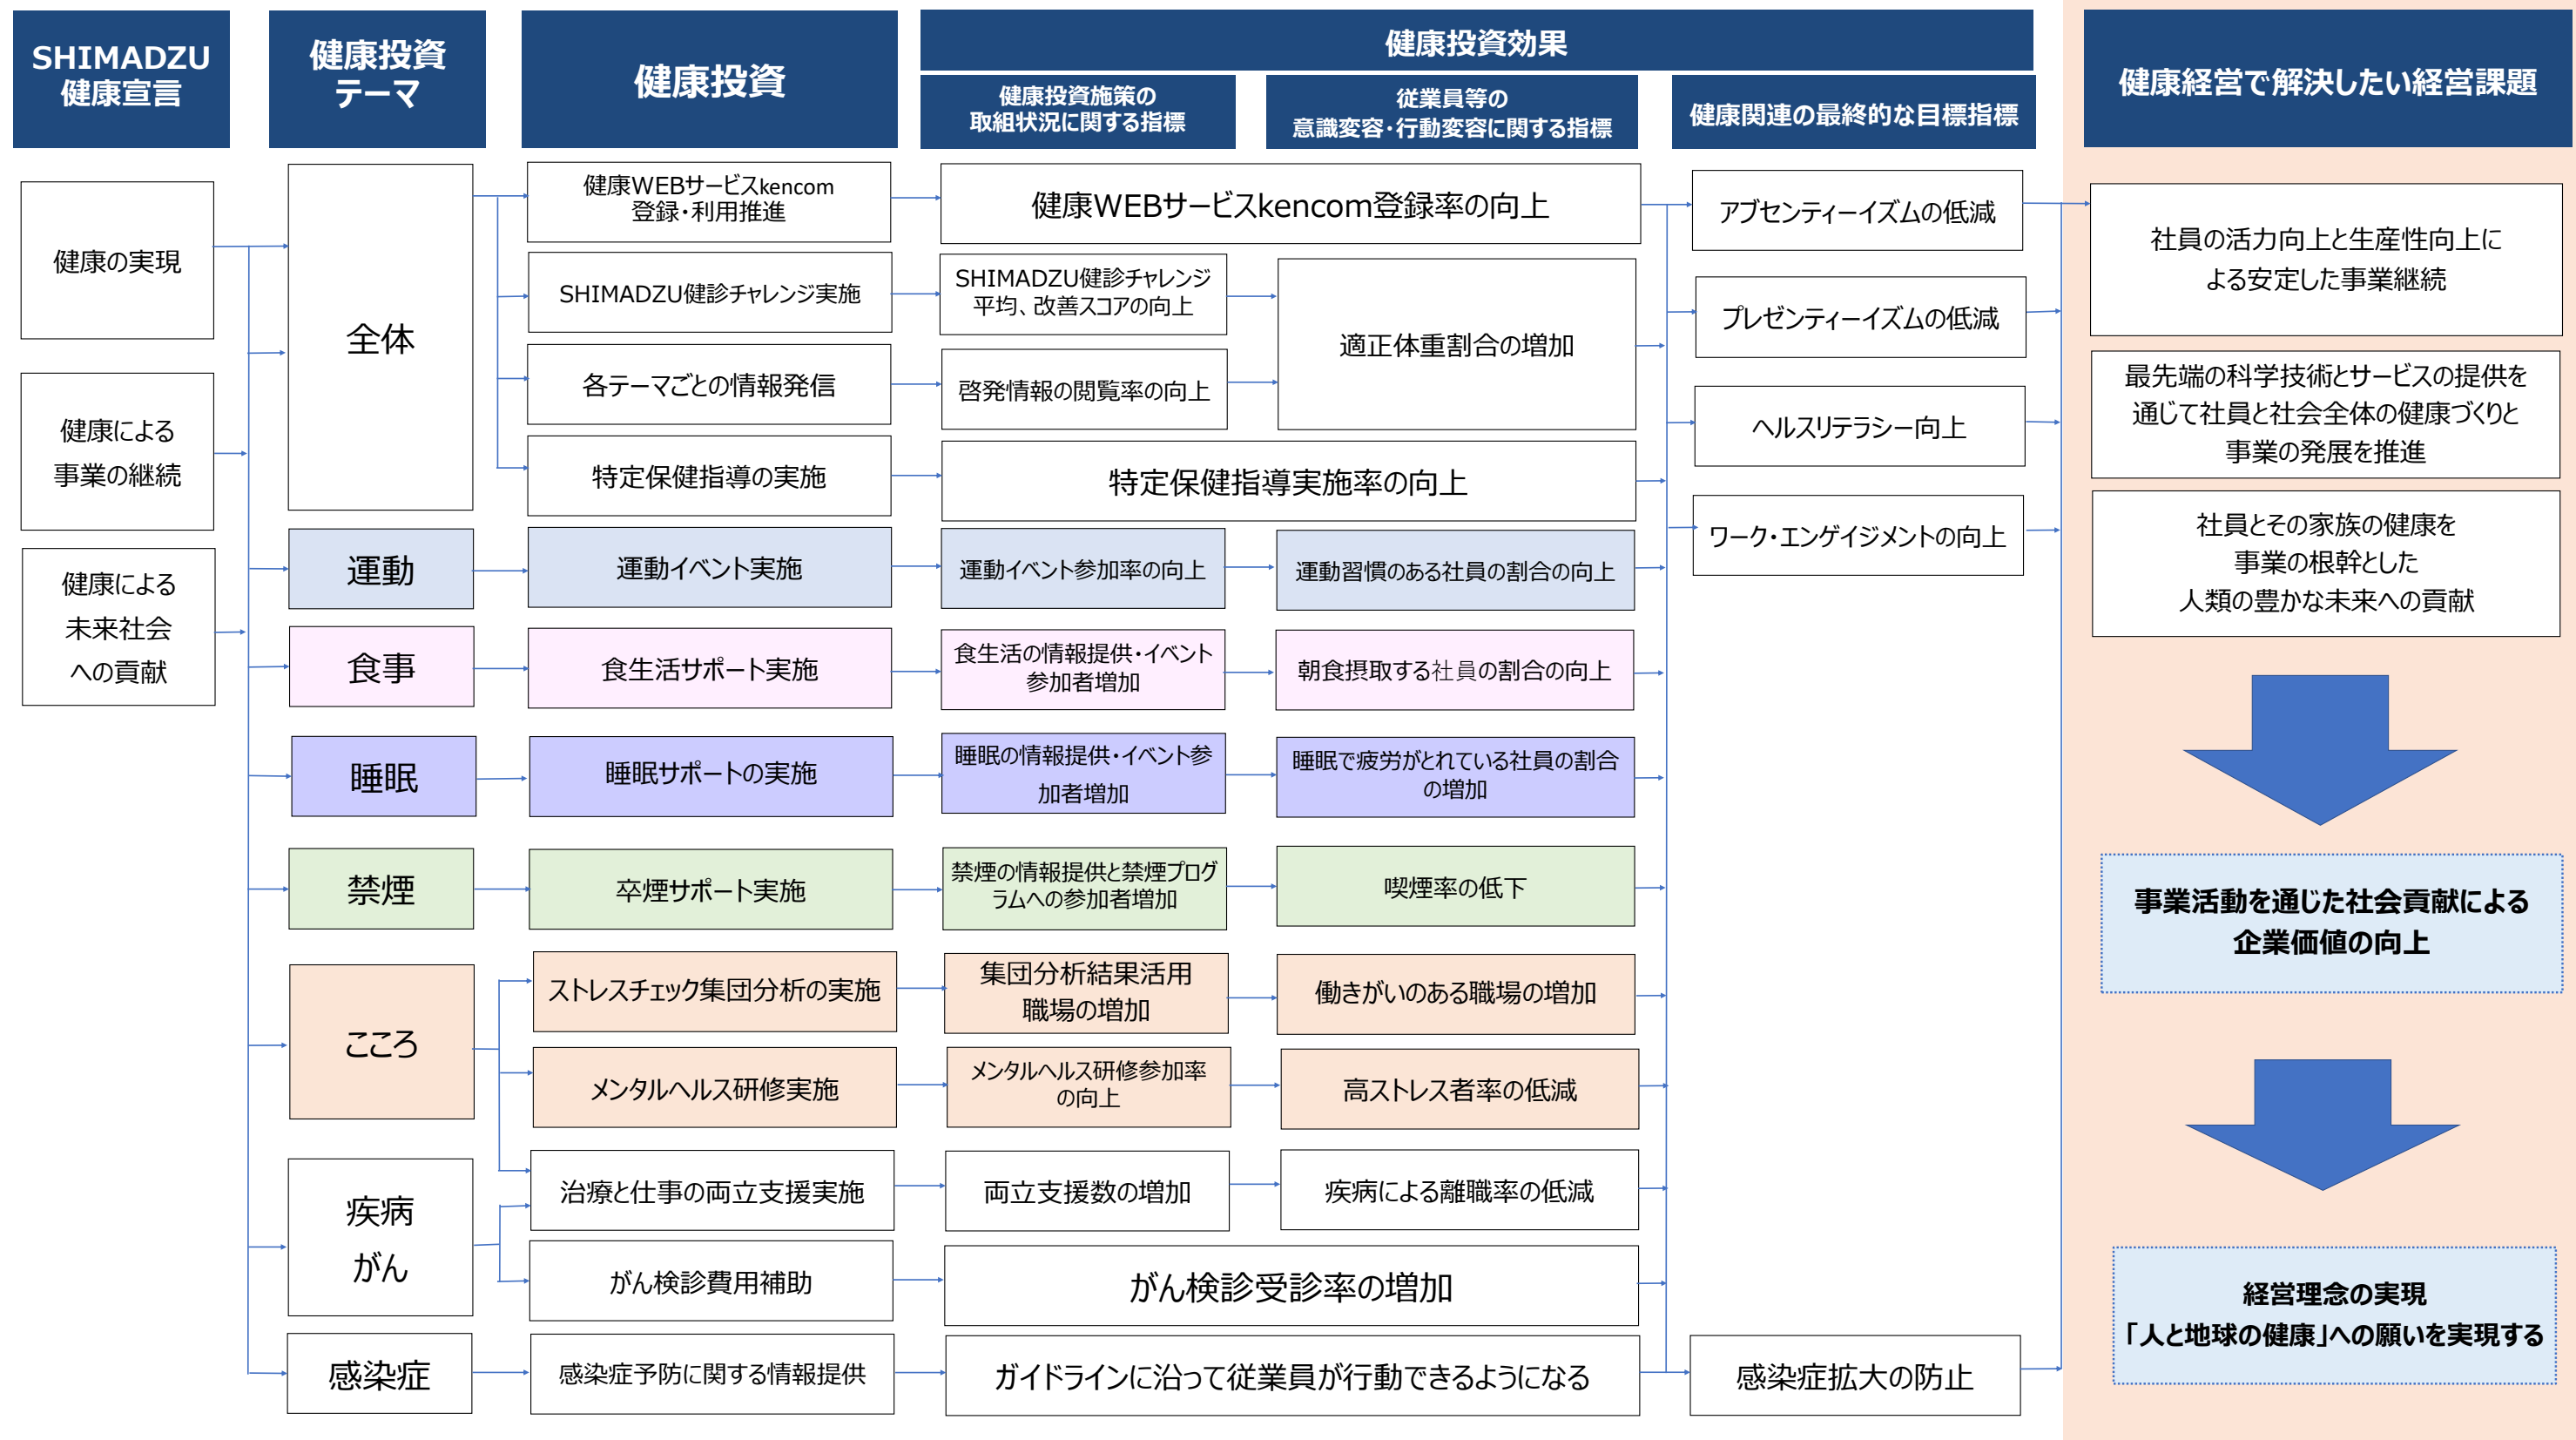 SHIMADZU
健康宣言
健康投資
テーマ
健康投資
健康投資効果
健康投資施策の
取組状況に関する指標
従業員等の
意識変容・行動変容に関する指標
健康関連の最終的な目標指標
健康経営で解決したい経営課題
健康の実現
健康による
事業の継続
健康による
未来社会
への貢献
全体
健康WEBサービスkencom
登録・利用推進
健康WEBサービスkencom登録率の向上
SHIMADZU健診チャレンジ実施
SHIMADZU健診チャレンジ
平均、改善スコアの向上
適正体重割合の増加
各テーマごとの情報発信
啓発情報の閲覧率の向上
特定保健指導の実施
特定保健指導実施率の向上
運動
運動イベント実施
運動イベント参加率の向上
運動習慣のある社員の割合の向上
食事
食生活サポート実施
食生活の情報提供・イベント
参加者増加
朝食摂取する社員の割合の向上
睡眠
睡眠サポートの実施
睡眠の情報提供・イベント参
加者増加
睡眠で疲労がとれている社員の割合
の増加
禁煙
卒煙サポート実施
禁煙の情報提供と禁煙プログ
ラムへの参加者増加
喫煙率の低下
こころ
ストレスチェック集団分析の実施
集団分析結果活用
職場の増加
働きがいのある職場の増加
メンタルヘルス研修実施
メンタルヘルス研修参加率
の向上
高ストレス者率の低減
疾病
がん
治療と仕事の両立支援実施
両立支援数の増加
疾病による離職率の低減
がん検診費用補助
がん検診受診率の増加
感染症
感染症予防に関する情報提供
ガイドラインに沿って従業員が行動できるようになる
アブセンティーイズムの低減
プレゼンティーイズムの低減
ヘルスリテラシー向上
ワーク・エンゲイジメントの向上
感染症拡大の防止
社員の活力向上と生産性向上に
よる安定した事業継続
最先端の科学技術とサービスの提供を
通じて社員と社会全体の健康づくりと
事業の発展を推進
社員とその家族の健康を
事業の根幹とした
人類の豊かな未来への貢献
事業活動を通じた社会貢献による
企業価値の向上
経営理念の実現
「人と地球の健康」への願いを実現する